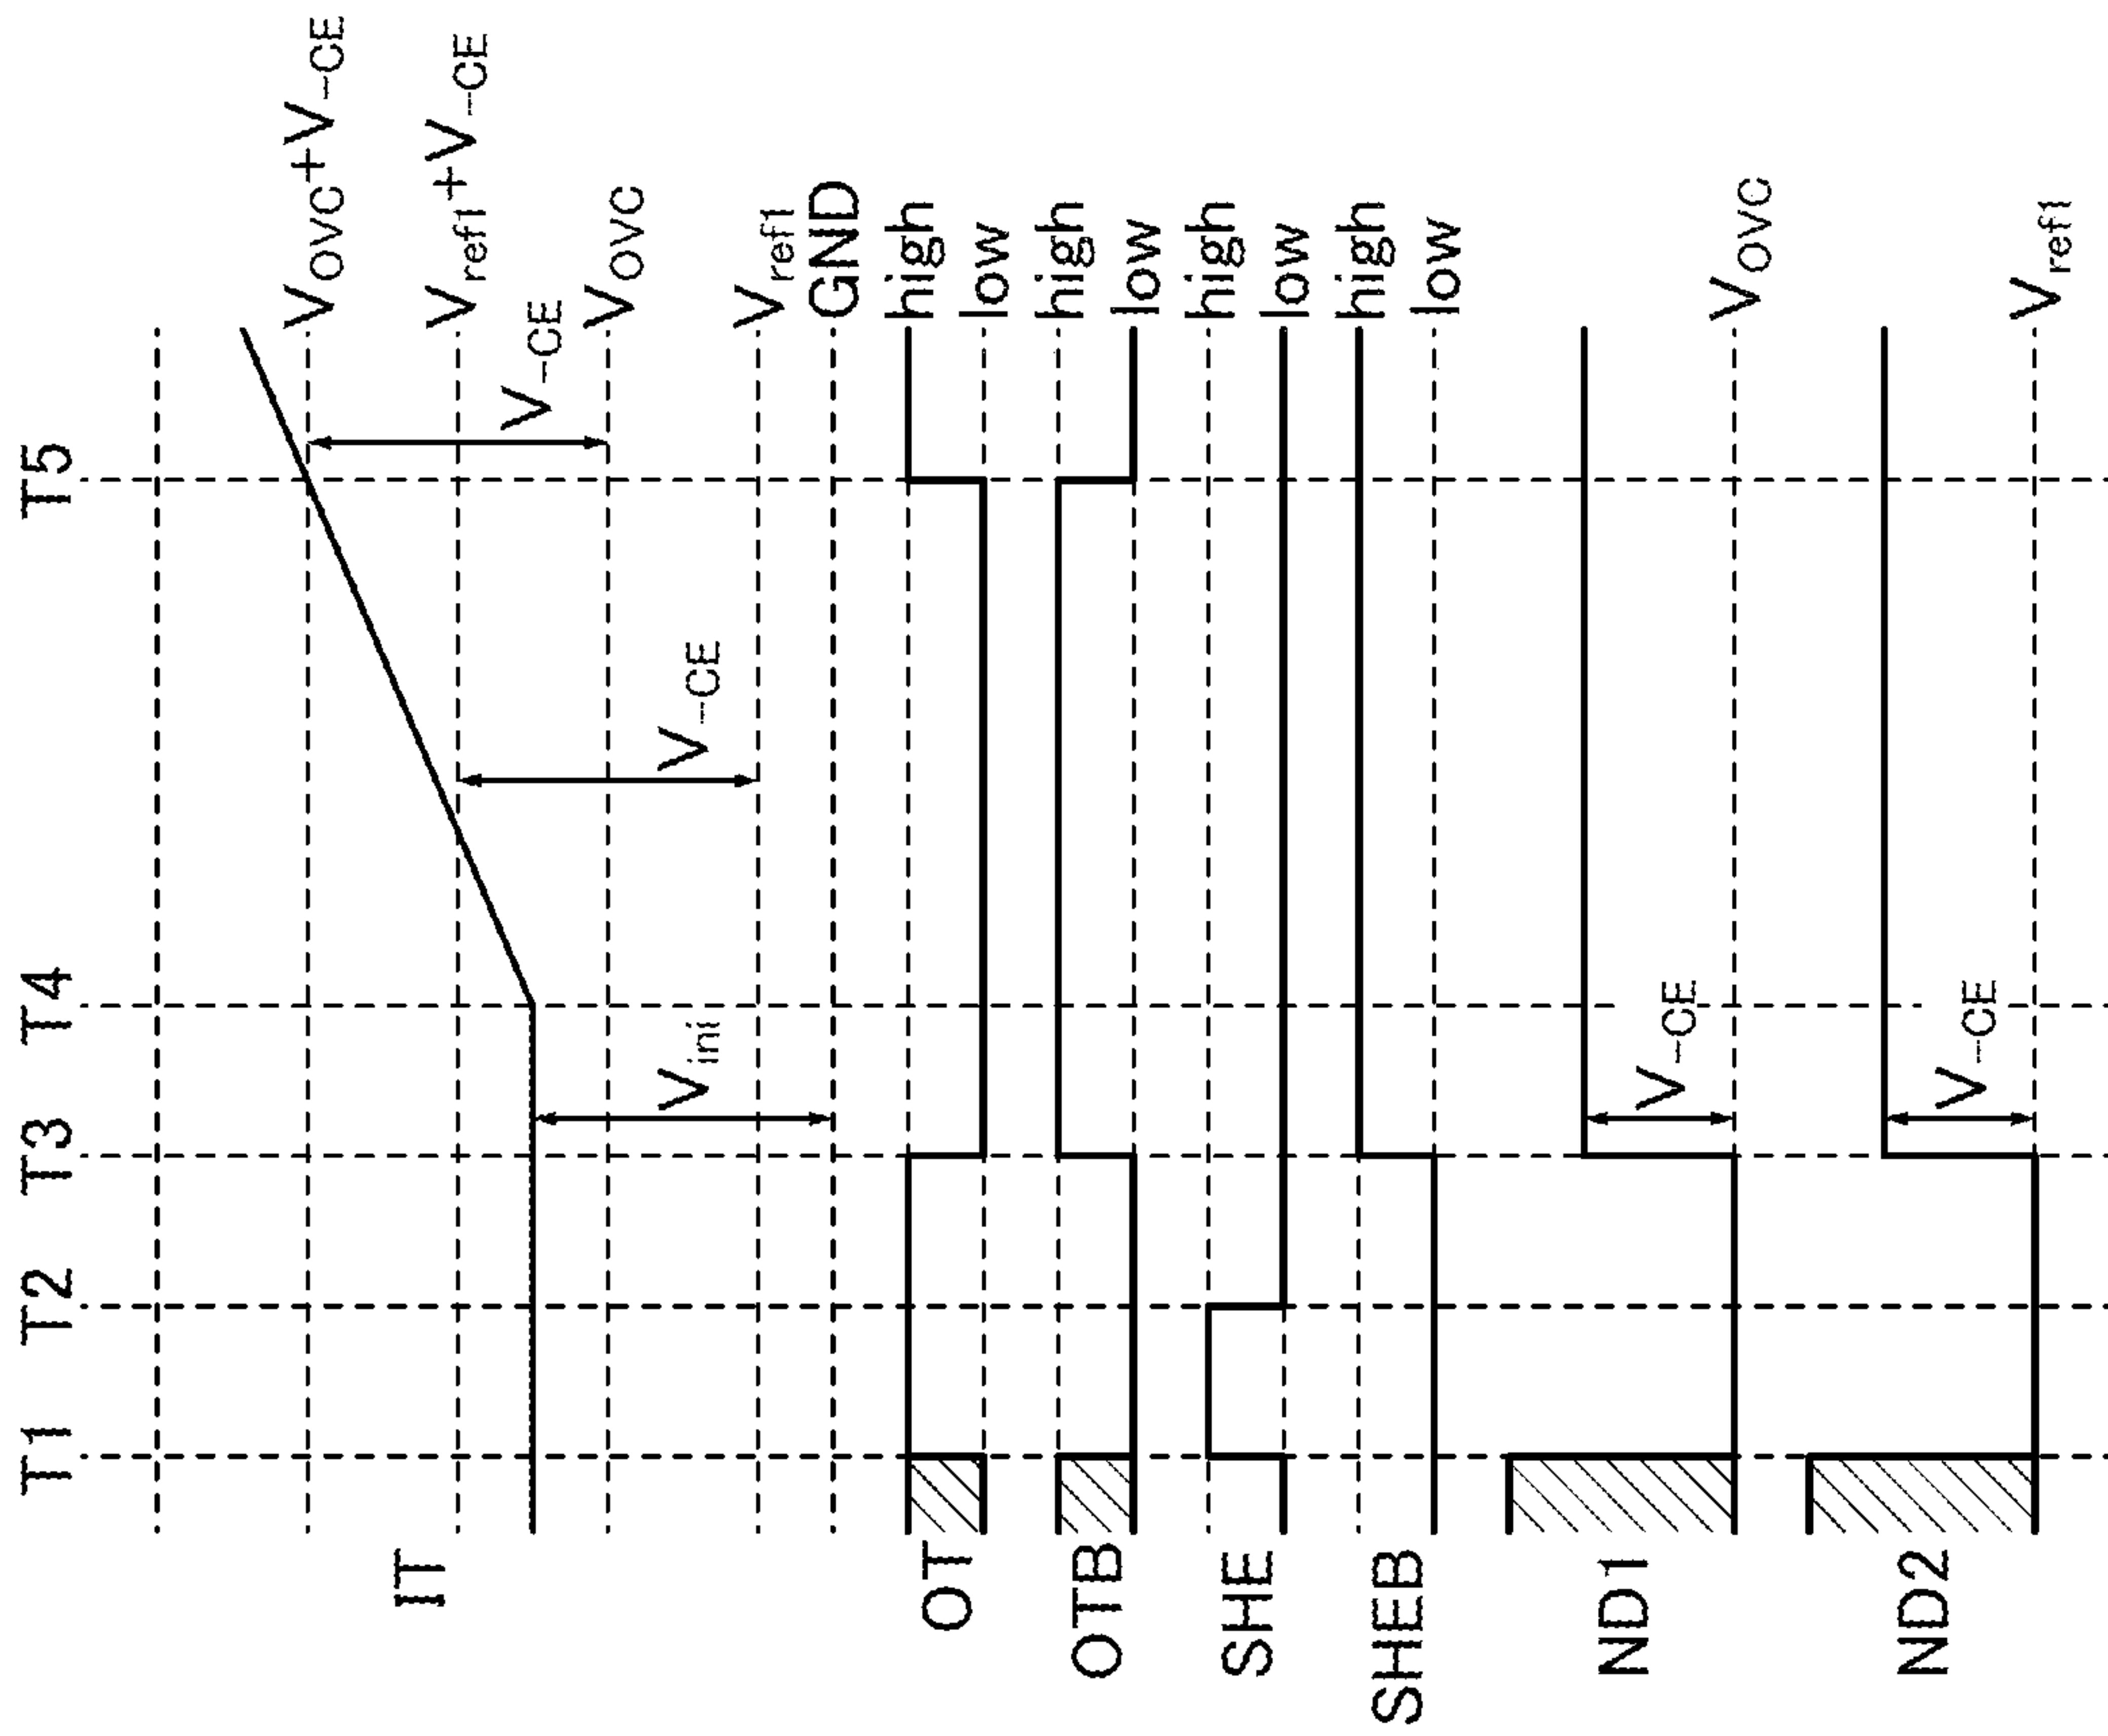 T1 T2 T3 T4 T5
IT
V_OVC+V_-CE
V_ref1+V_-CE
V_-CE
V_OVC
V_-CE
V_ini
V_ref1
GND
OT
high
low
OTB
high
low
SHE
high
low
SHEB
high
low
ND1
V_-CE
V_OVC
ND2
V_-CE
V_ref1